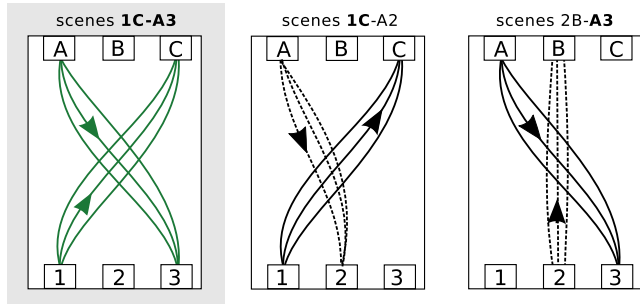 scenes 1C-A3
A B C
1 2 3
scenes 1C-A2
A B C
1 2 3
scenes 2B-A3
A B C
1 2 3